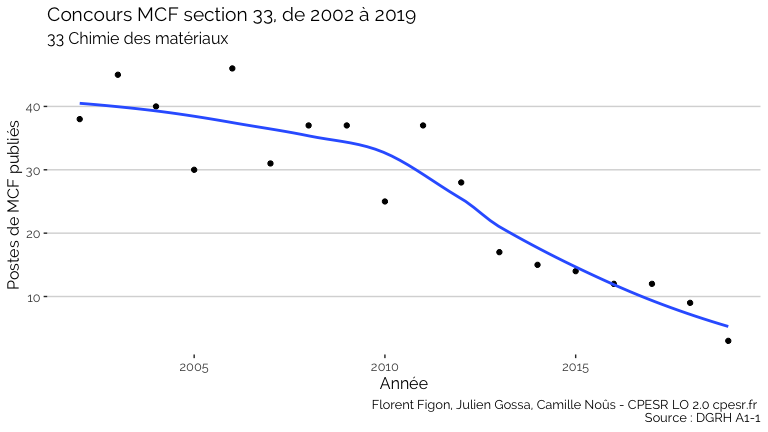 Concours MCF section 33, de 2002 à 2019
33 Chimie des matériaux
Postes de MCF publiés
40
30
20
10
2005
2010
2015
Année
Florent Figon, Julien Gossa, Camille Noûs - CPESR LO 2.0 cpesr.fr
Source : DGRH A1-1